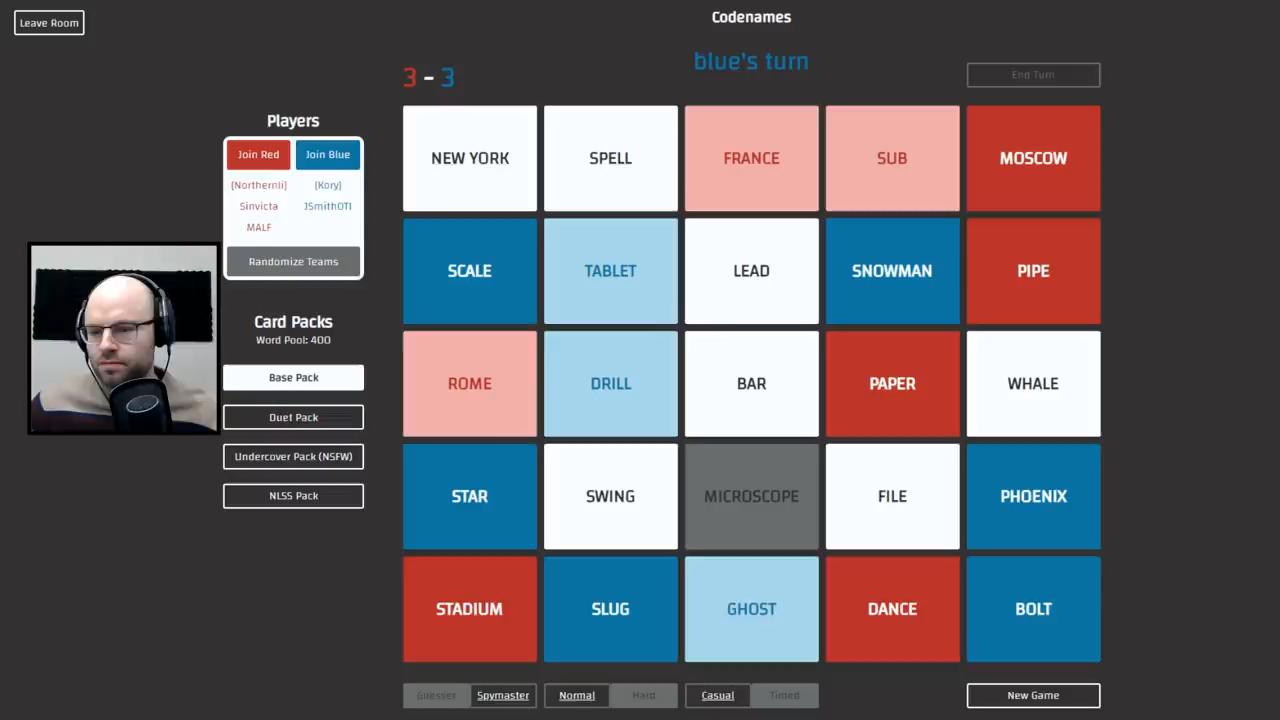 Leave Room
Codenames
blue's turn
3 - 3
End Turn
Players
Join Red
Join Blue
[Northernli]
[Kory]
Sinvicta
JSmithOTI
MALF
Randomize Teams
Card Packs
Word Pool: 400
Base Pack
Duet Pack
Undercover Pack (NSFW)
NLSS Pack
NEW YORK
SPELL
FRANCE
SUB
MOSCOW
SCALE
TABLET
LEAD
SNOWMAN
PIPE
ROME
DRILL
BAR
PAPER
WHALE
STAR
SWING
MICROSCOPE
FILE
PHOENIX
STADIUM
SLUG
GHOST
DANCE
BOLT
Guesser
Spymaster
Normal
Hard
Casual
Timed
New Game